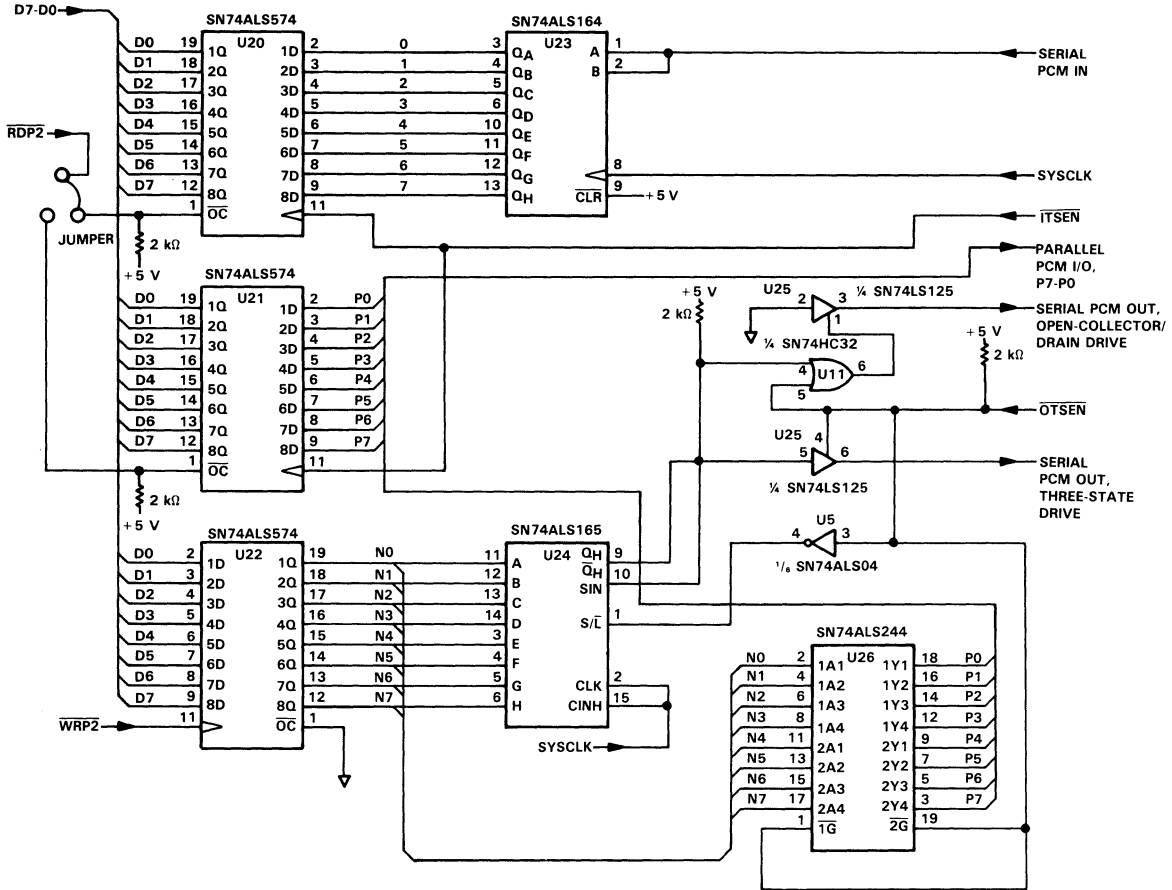 D7-D0
SN74ALS574
U20
D0 19 1Q 1D 2 0
D1 18 2Q 2D 3 1
D2 17 3Q 3D 4 2
D3 16 4Q 4D 5 3
D4 15 5Q 5D 6 4
D5 14 6Q 6D 7 5
D6 13 7Q 7D 8 6
D7 12 8Q 8D 9 7
1 O̅C̅ 11
SN74ALS164
U23
3 QA A 1
4 QB B 2
5 QC
6 QD
10 QE
11 QF
12 QG 8
13 QH C̅L̅R̅ 9
+5 V
SERIAL
PCM IN
SYSCLK
I̅T̅S̅E̅N̅
R̅D̅P̅2̅
JUMPER
2 kΩ
+5 V
PARALLEL
PCM I/O,
P7-P0
SN74ALS574
U21
D0 19 1Q 1D 2 P0
D1 18 2Q 2D 3 P1
D2 17 3Q 3D 4 P2
D3 16 4Q 4D 5 P3
D4 15 5Q 5D 6 P4
D5 14 6Q 6D 7 P5
D6 13 7Q 7D 8 P6
D7 12 8Q 8D 9 P7
1 O̅C̅ 11
2 kΩ
+5 V
+5 V
2 kΩ
U25
2 3 1
¼ SN74LS125
SERIAL PCM OUT,
OPEN-COLLECTOR/
DRAIN DRIVE
¼ SN74HC32
4 U11 6
5
+5 V
2 kΩ
O̅T̅S̅E̅N̅
U25
4
5 6
¼ SN74LS125
SERIAL
PCM OUT,
THREE-STATE
DRIVE
U5
4 3
1/6 SN74ALS04
SN74ALS574
U22
D0 2 1D 1Q 19 N0
D1 3 2D 2Q 18 N1
D2 4 3D 3Q 17 N2
D3 5 4D 4Q 16 N3
D4 6 5D 5Q 15 N4
D5 7 6D 6Q 14 N5
D6 8 7D 7Q 13 N6
D7 9 8D 8Q 12 N7
W̅R̅P̅2̅ 11 O̅C̅ 1
SN74ALS165
U24
11 A QH 9
12 B Q̅H 10
13 C SIN
14 D S/L̅ 1
3 E
4 F
5 G CLK 2
6 H CINH 15
SYSCLK
SN74ALS244
U26
N0 2 1A1 1Y1 18 P0
N1 4 1A2 1Y2 16 P1
N2 6 1A3 1Y3 14 P2
N3 8 1A4 1Y4 12 P3
N4 11 2A1 2Y1 9 P4
N5 13 2A2 2Y2 7 P5
N6 15 2A3 2Y3 5 P6
N7 17 2A4 2Y4 3 P7
1 1̅G̅ 2̅G̅ 19